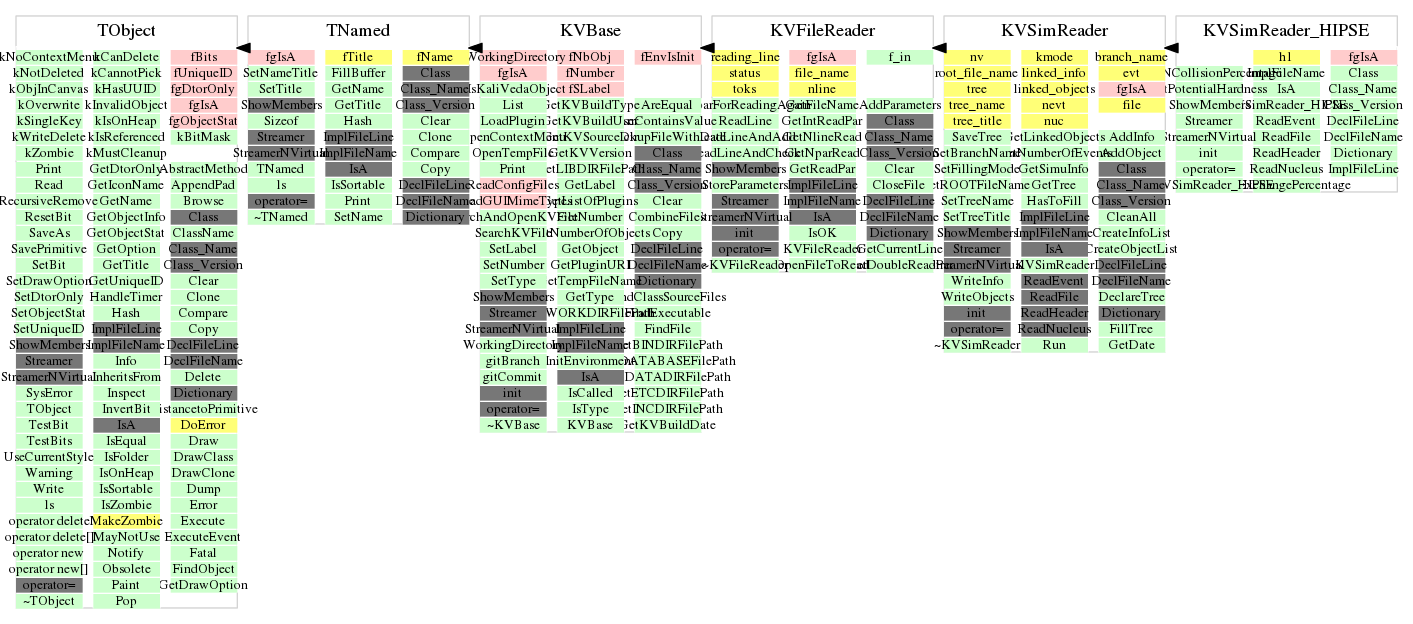 TObject
kCanDelete
fBits
kNotDeleted
kCannotPick
fUniqueID
kObjInCanvas
kHasUUID
fgDtorOnly
kOverwrite
kInvalidObject
fgIsA
kSingleKey
kIsOnHeap
fgObjectStat
kWriteDelete
kIsReferenced
kBitMask
kZombie
kMustCleanup
Print
GetDtorOnly
AbstractMethod
Read
GetIconName
AppendPad
RecursiveRemove
GetName
Browse
ResetBit
GetObjectInfo
Class
SaveAs
GetObjectStat
ClassName
SavePrimitive
GetOption
Class_Name
SetBit
GetTitle
Class_Version
SetDrawOption
GetUniqueID
Clear
SetDtorOnly
HandleTimer
Clone
SetObjectStat
Hash
Compare
SetUniqueID
ImplFileLine
Copy
ShowMembers
ImplFileName
DeclFileLine
Streamer
Info
DeclFileName
StreamerNVirtual
InheritsFrom
Delete
SysError
Inspect
Dictionary
TObject
InvertBit
istancetoPrimitive
TestBit
IsA
DoError
TestBits
IsEqual
Draw
UseCurrentStyle
IsFolder
DrawClass
Warning
IsOnHeap
DrawClone
Write
IsSortable
Dump
ls
IsZombie
Error
operator delete
MakeZombie
Execute
operator delete[]
MayNotUse
ExecuteEvent
operator new
Notify
Fatal
operator new[]
Obsolete
FindObject
operator=
Paint
GetDrawOption
~TObject
Pop
TNamed
fgIsA
fTitle
fName
SetNameTitle
FillBuffer
Class
SetTitle
GetName
Class_Name
ShowMembers
GetTitle
Class_Version
Sizeof
Hash
Clear
Streamer
ImplFileLine
Clone
StreamerNVirtual
ImplFileName
Compare
TNamed
IsA
Copy
ls
IsSortable
DeclFileLine
operator=
Print
DeclFileName
~TNamed
SetName
Dictionary
KVBase
WorkingDirectory
fNbObj
fEnvIsInit
fgIsA
fNumber
IsKaliVedaObject
fSLabel
List
GetKVBuildType
AreEqual
LoadPlugin
GetKVBuildUser
ContainsValue
OpenContextMenu
GetKVSourceDir
BackupFileWithDate
OpenTempFile
GetKVVersion
Class
Print
GetLIBDIRFilePath
Class_Name
ReadConfigFiles
GetLabel
Class_Version
ReadGUIMimeTypes
GetListOfPlugins
Clear
SearchAndOpenKVFile
GetNumber
CombineFiles
SearchKVFile
GetNumberOfObjects
Copy
SetLabel
GetObject
DeclFileLine
SetNumber
GetPluginURI
DeclFileName
SetType
GetTempFileName
Dictionary
ShowMembers
GetType
FindClassSourceFiles
Streamer
GetWORKDIRFilePath
FindExecutable
StreamerNVirtual
ImplFileLine
FindFile
WorkingDirectory
ImplFileName
GetBINDIRFilePath
gitBranch
InitEnvironment
GetDATABASEFilePath
gitCommit
IsA
GetDATADIRFilePath
init
IsCalled
GetETCDIRFilePath
operator=
IsType
GetINCDIRFilePath
~KVBase
KVBase
GetKVBuildDate
KVFileReader
reading_line
fgIsA
f_in
status
file_name
toks
nline
GetFileName
AddParameters
ReadLine
GetIntReadPar
Class
GetNlineRead
Class_Name
GetNparRead
Class_Version
ShowMembers
GetReadPar
Clear
StoreParameters
ImplFileLine
CloseFile
Streamer
ImplFileName
DeclFileLine
StreamerNVirtual
IsA
DeclFileName
init
IsOK
Dictionary
operator=
KVFileReader
GetCurrentLine
~KVFileReader
OpenFileToRead
GetDoubleReadPar
KVSimReader
nv
kmode
branch_name
root_file_name
linked_info
evt
tree
linked_objects
fgIsA
tree_name
nevt
file
tree_title
nuc
SaveTree
GetLinkedObjects
AddInfo
SetBranchName
GetNumberOfEvents
AddObject
SetFillingMode
GetSimuInfo
Class
SetROOTFileName
GetTree
Class_Name
SetTreeName
HasToFill
Class_Version
SetTreeTitle
ImplFileLine
CleanAll
ShowMembers
ImplFileName
CreateInfoList
Streamer
IsA
CreateObjectList
StreamerNVirtual
KVSimReader
DeclFileLine
WriteInfo
ReadEvent
DeclFileName
WriteObjects
ReadFile
DeclareTree
init
ReadHeader
Dictionary
operator=
ReadNucleus
FillTree
~KVSimReader
Run
GetDate
KVSimReader_HIPSE
h1
fgIsA
ImplFileName
Class
IsA
Class_Name
ShowMembers
KVSimReader_HIPSE
Class_Version
Streamer
ReadEvent
DeclFileLine
StreamerNVirtual
ReadFile
DeclFileName
init
ReadHeader
Dictionary
operator=
ReadNucleus
ImplFileLine
~KVSimReader_HIPSE